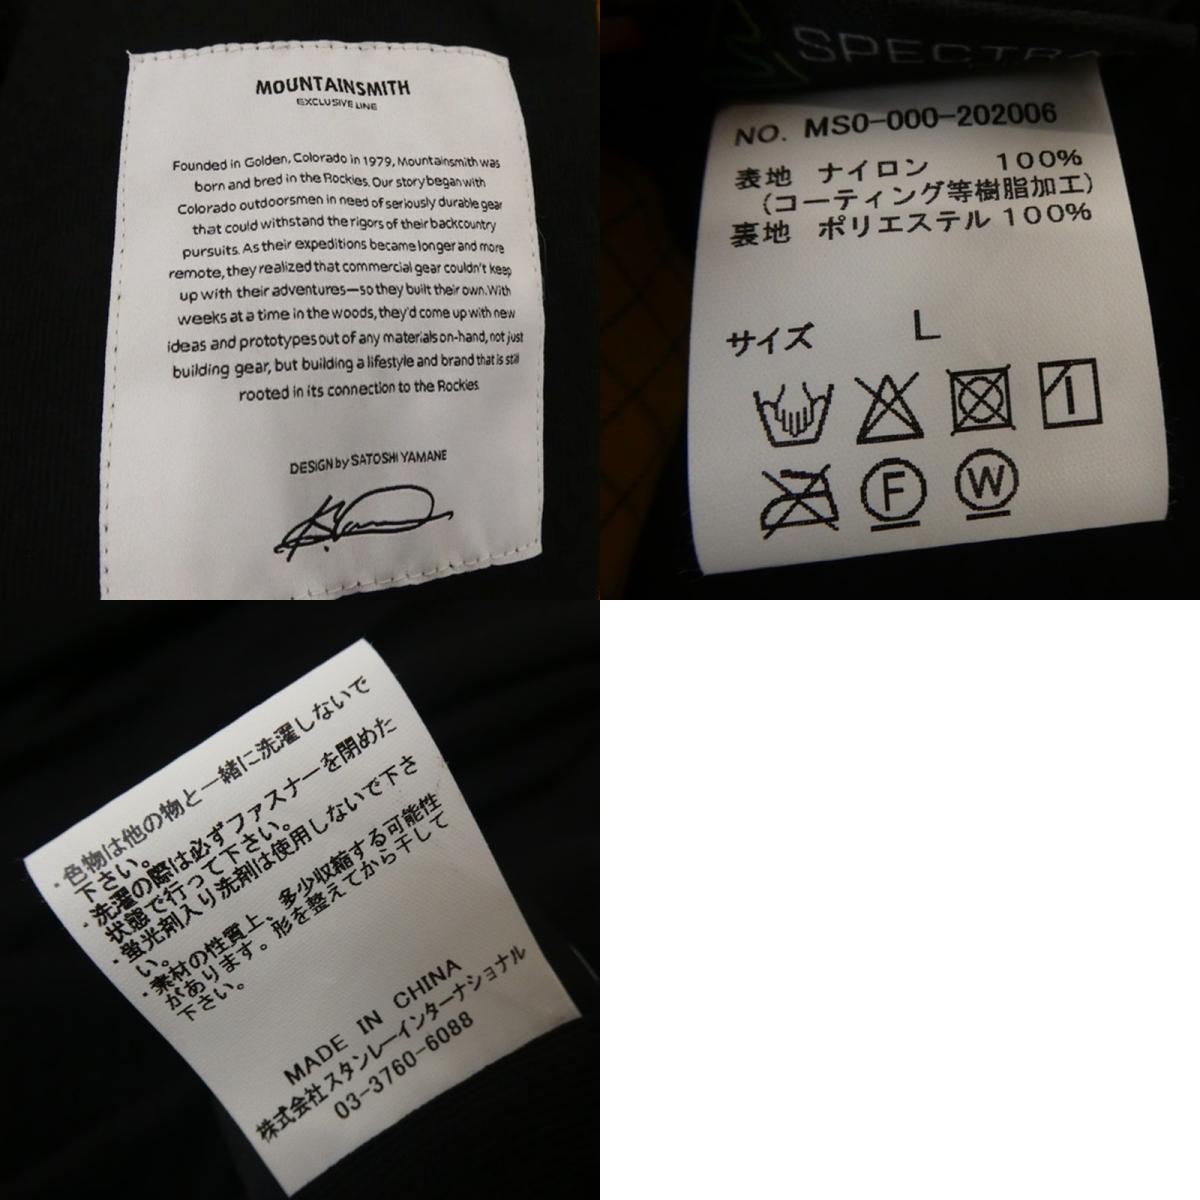 MOUNTAINSMITH
EXCLUSIVE LINE
Founded in Golden, Colorado in 1979, Mountainsmith was
born and bred in the Rockies. Our story began with
Colorado outdoorsmen in need of seriously durable gear
that could withstand the rigors of their backcountry
pursuits. As their expeditions became longer and more
remote, they realized that commercial gear couldn't keep
up with their adventures—so they built their own. With
weeks at a time in the woods, they'd come up with new
ideas and prototypes out of any materials on-hand, not just
building gear, but building a lifestyle and brand that is still
rooted in its connection to the Rockies
DESIGN by SATOSHI YAMANE
SPECTRA
NO. MS0-000-202006
表地 ナイロン 100%
(コーティング等樹脂加工)
裏地 ポリエステル 100%
サイズ L
F W
・色物は他の物と一緒に洗濯しないで
下さい。
・洗濯の際は必ずファスナーを閉めた
状態で行って下さい。
・蛍光剤入り洗剤は使用しないで下さ
い。
・素材の性質上、多少収縮する可能性
があります。形を整えてから干して
下さい。
MADE IN CHINA
株式会社スタンレーインターナショナル
03-3760-6088